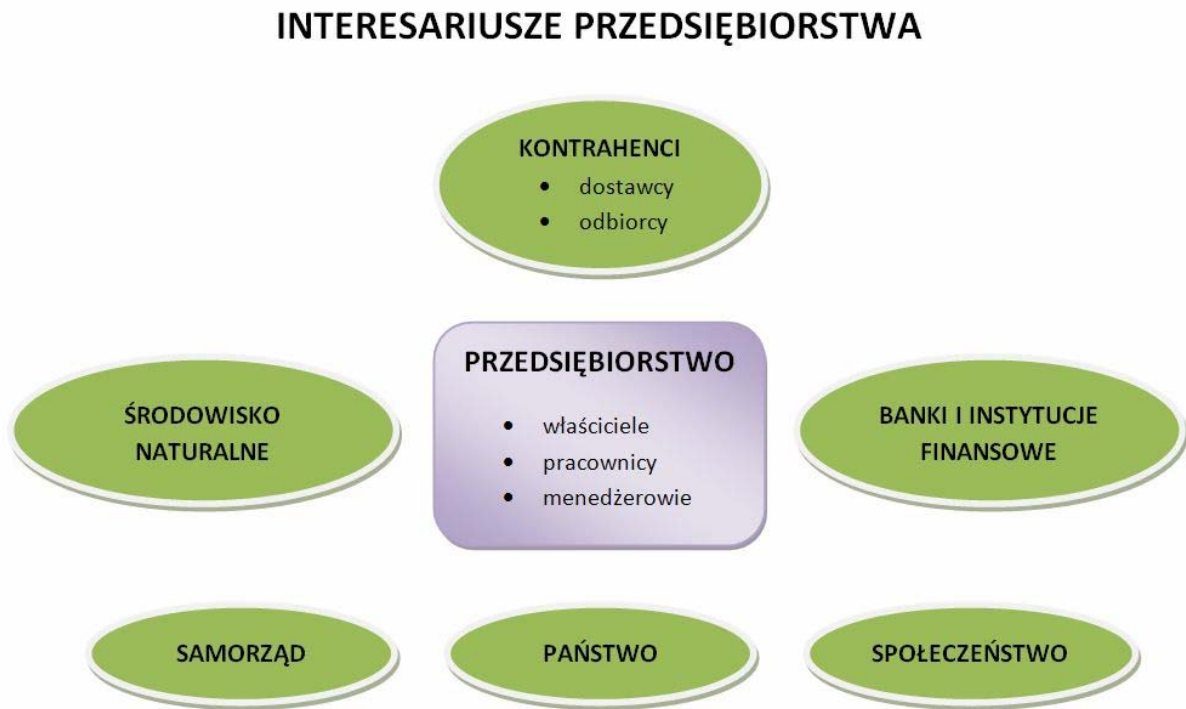 INTERESARIUSZE PRZEDSIĘBIORSTWA
KONTRAHENCI
• dostawcy
• odbiorcy
ŚRODOWISKO
NATURALNE
PRZEDSIĘBIORSTWO
• właściciele
• pracownicy
• menedżerowie
BANKI I INSTYTUCJE
FINANSOWE
SAMORZĄD
PAŃSTWO
SPOŁECZEŃSTWO